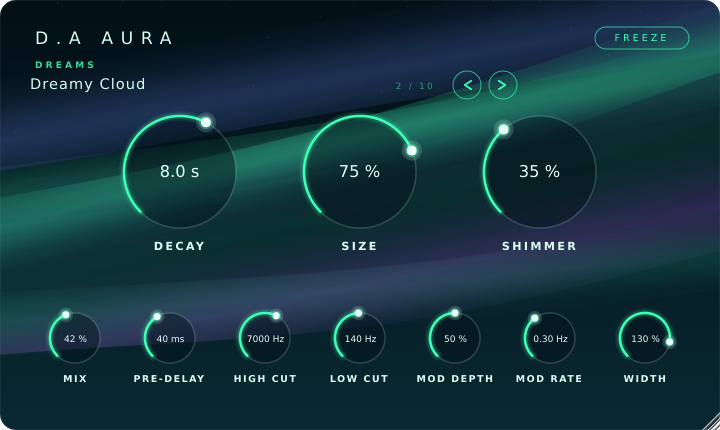 D.A AURA
FREEZE
DREAMS
Dreamy Cloud
2 / 10
8.0 s
75 %
35 %
DECAY
SIZE
SHIMMER
42 %
40 ms
7000 Hz
140 Hz
50 %
0.30 Hz
130 %
MIX
PRE-DELAY
HIGH CUT
LOW CUT
MOD DEPTH
MOD RATE
WIDTH